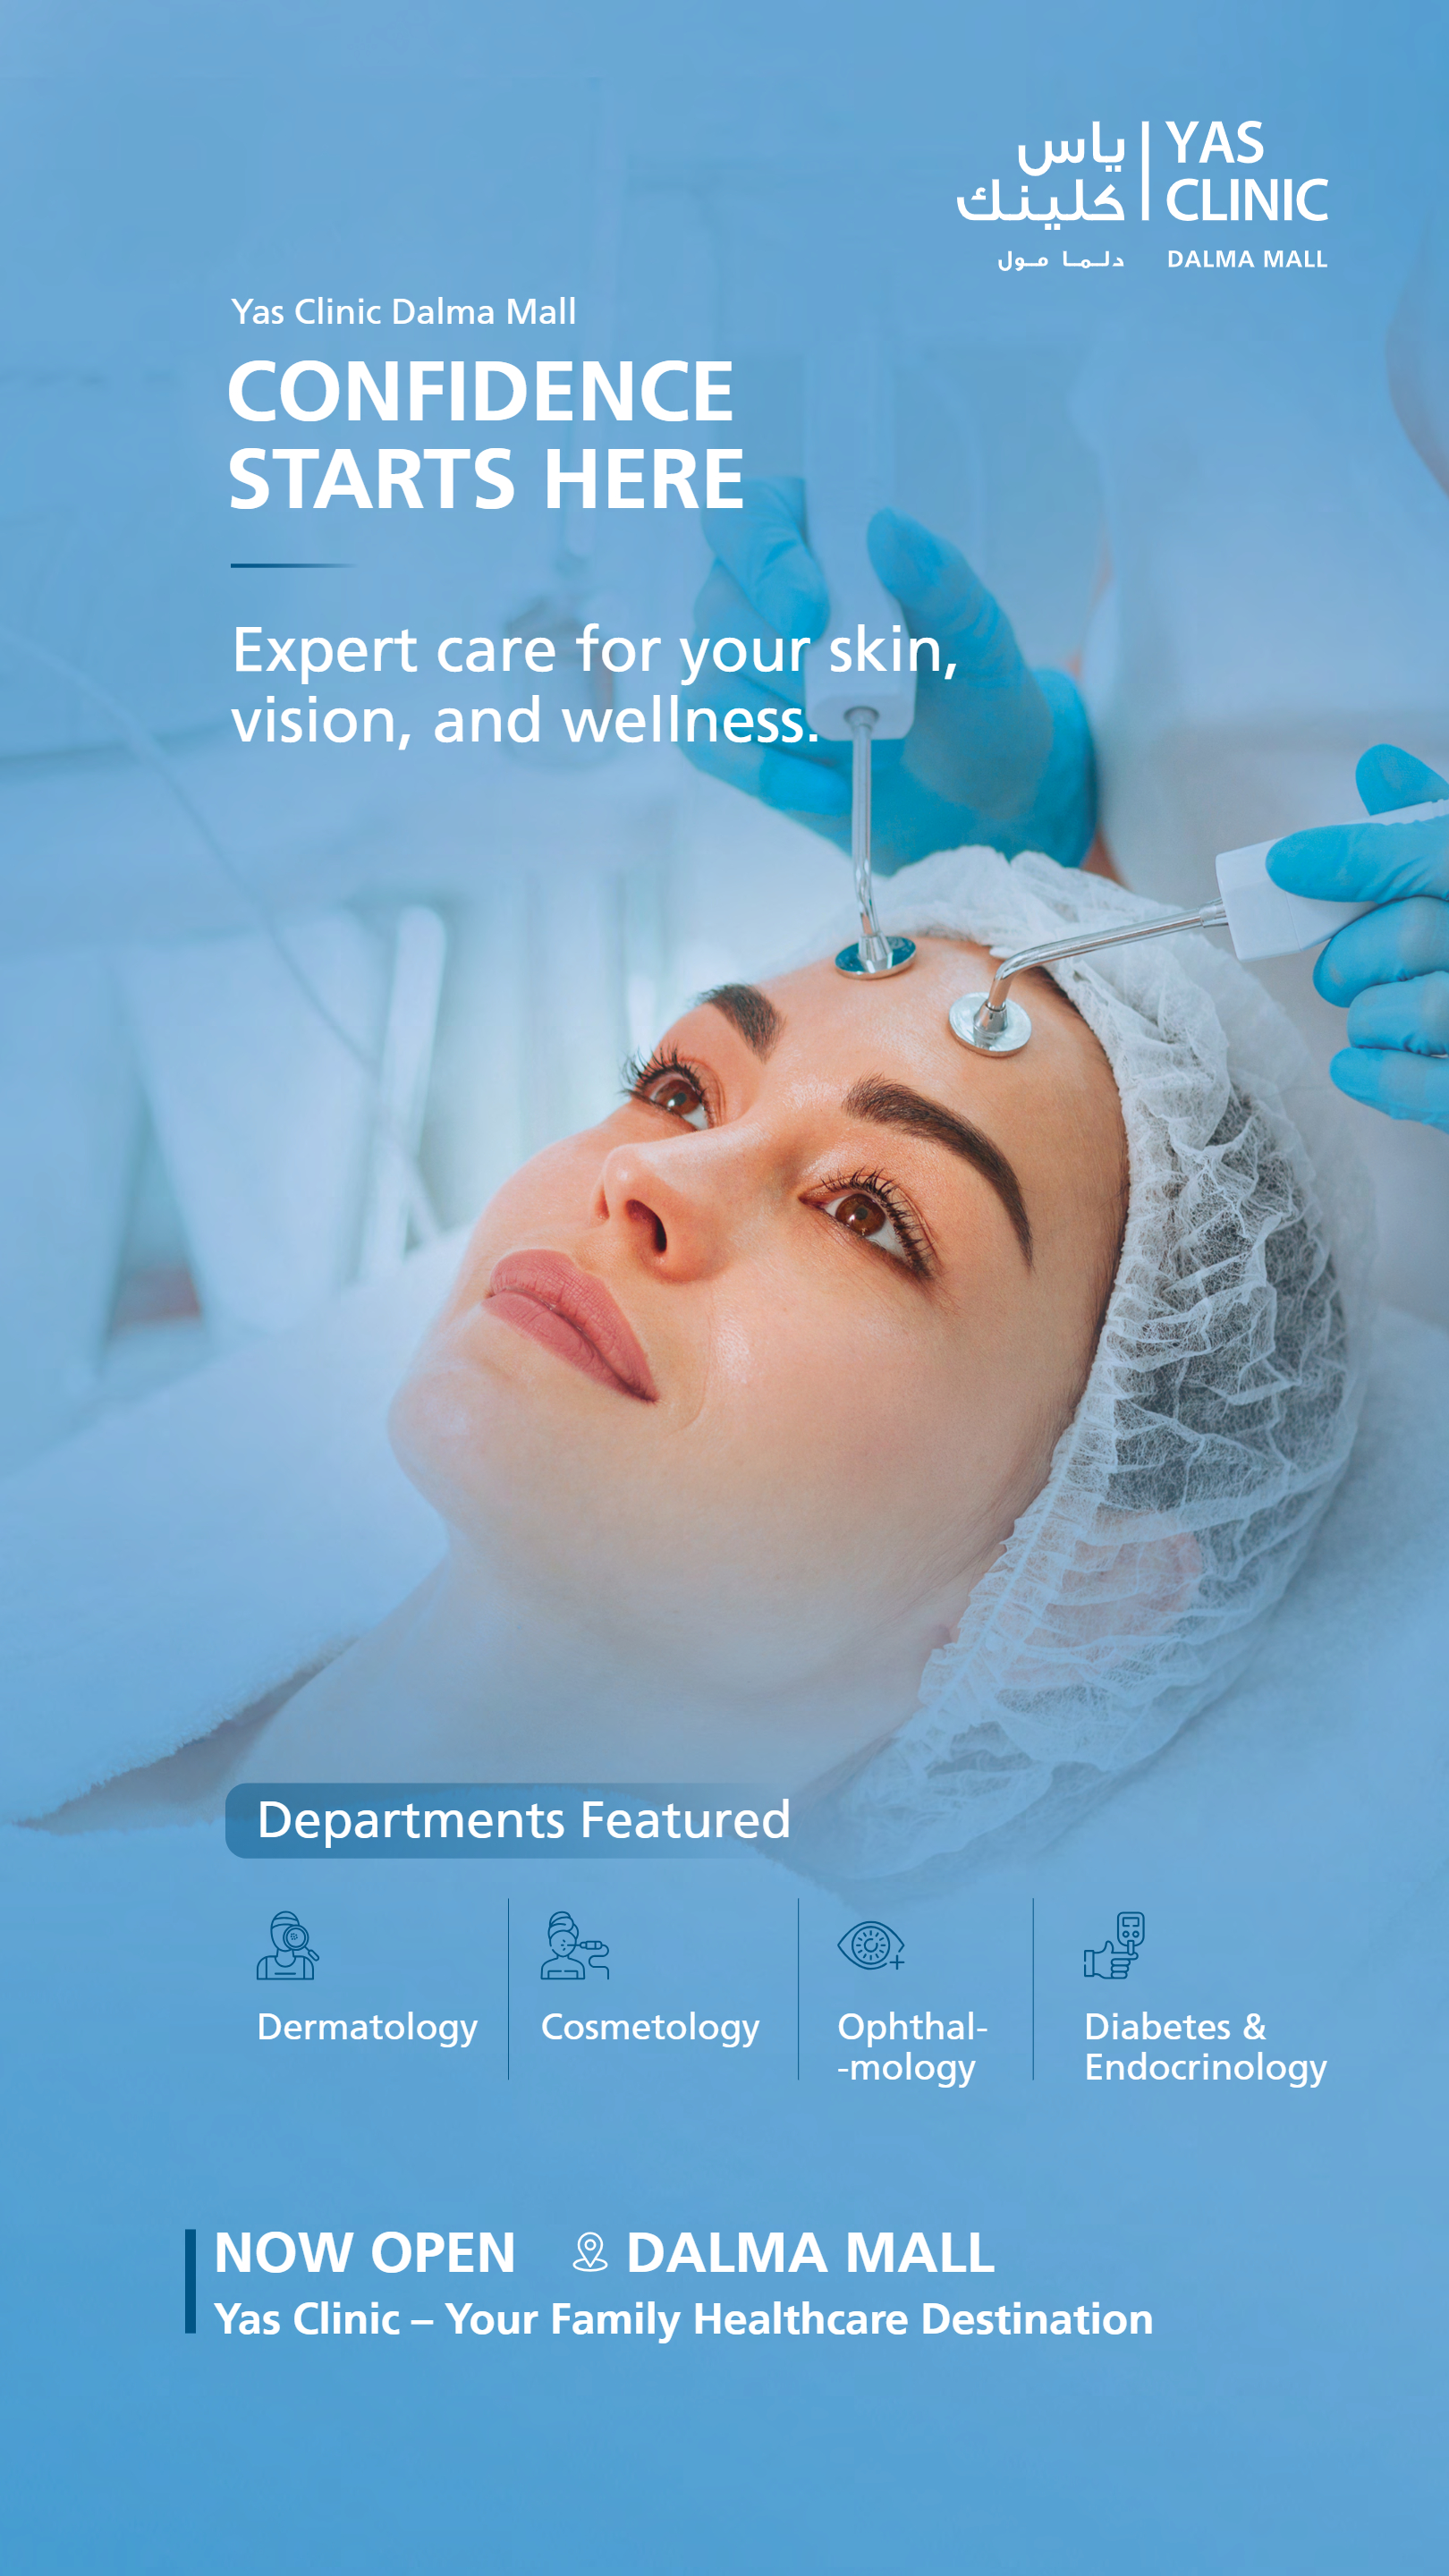 ياس
كلينك
دلما مول
YAS
CLINIC
DALMA MALL
Yas Clinic Dalma Mall
CONFIDENCE
STARTS HERE
Expert care for your skin,
vision, and wellness.
Departments Featured
Dermatology
Cosmetology
Ophthal-
-mology
Diabetes &
Endocrinology
NOW OPEN DALMA MALL
Yas Clinic – Your Family Healthcare Destination